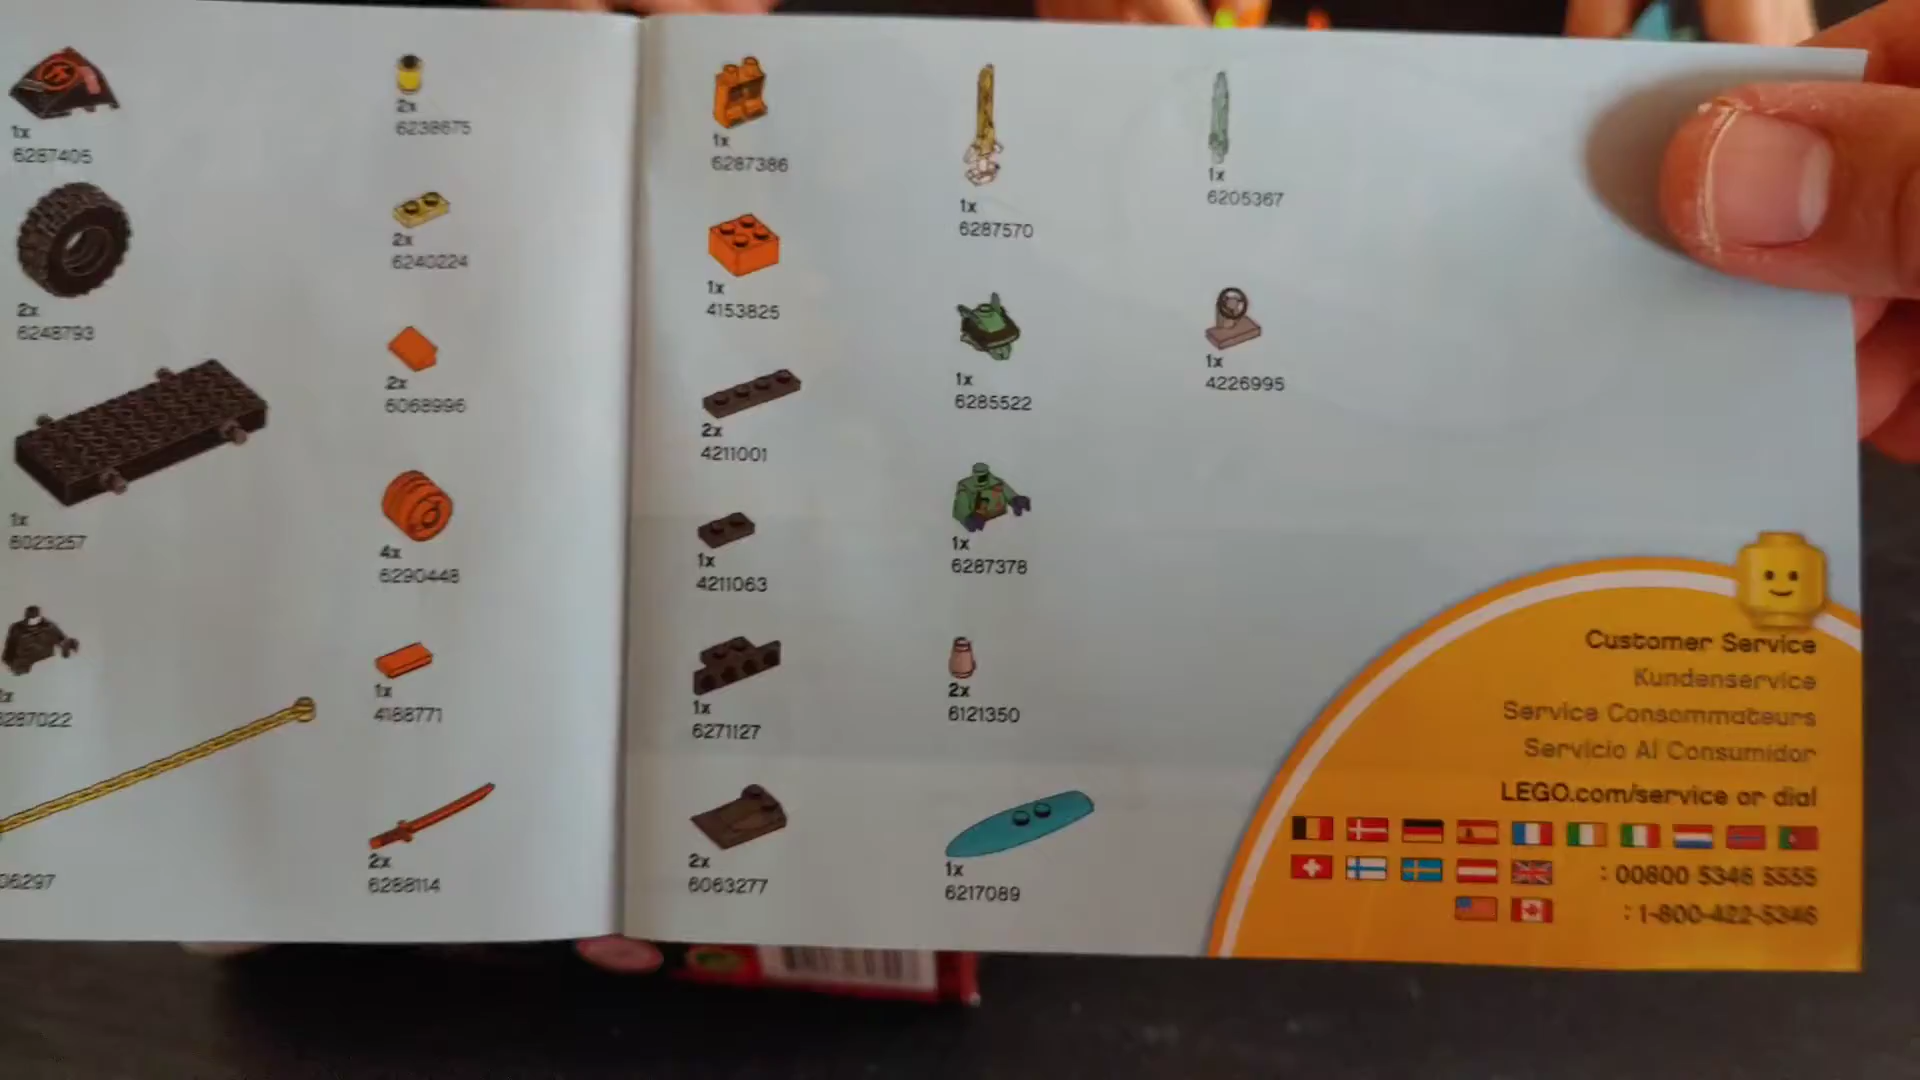 1x
6287405
2x
6248793
1x
6023257
287022
06297
2x
6238675
2x
6240224
2x
6068996
4x
6290448
1x
4188771
2x
6288114
1x
6287386
1x
4153825
2x
4211001
1x
4211063
1x
6271127
2x
6063277
1x
6287570
1x
6285522
1x
6287378
2x
6121350
1x
6217089
1x
6205367
1x
4226995
Customer Service
Kundenservice
Service Consommateurs
Servicio Al Consumidor
LEGO.com/service or dial
: 00800 5346 5555
: 1-800-422-5346